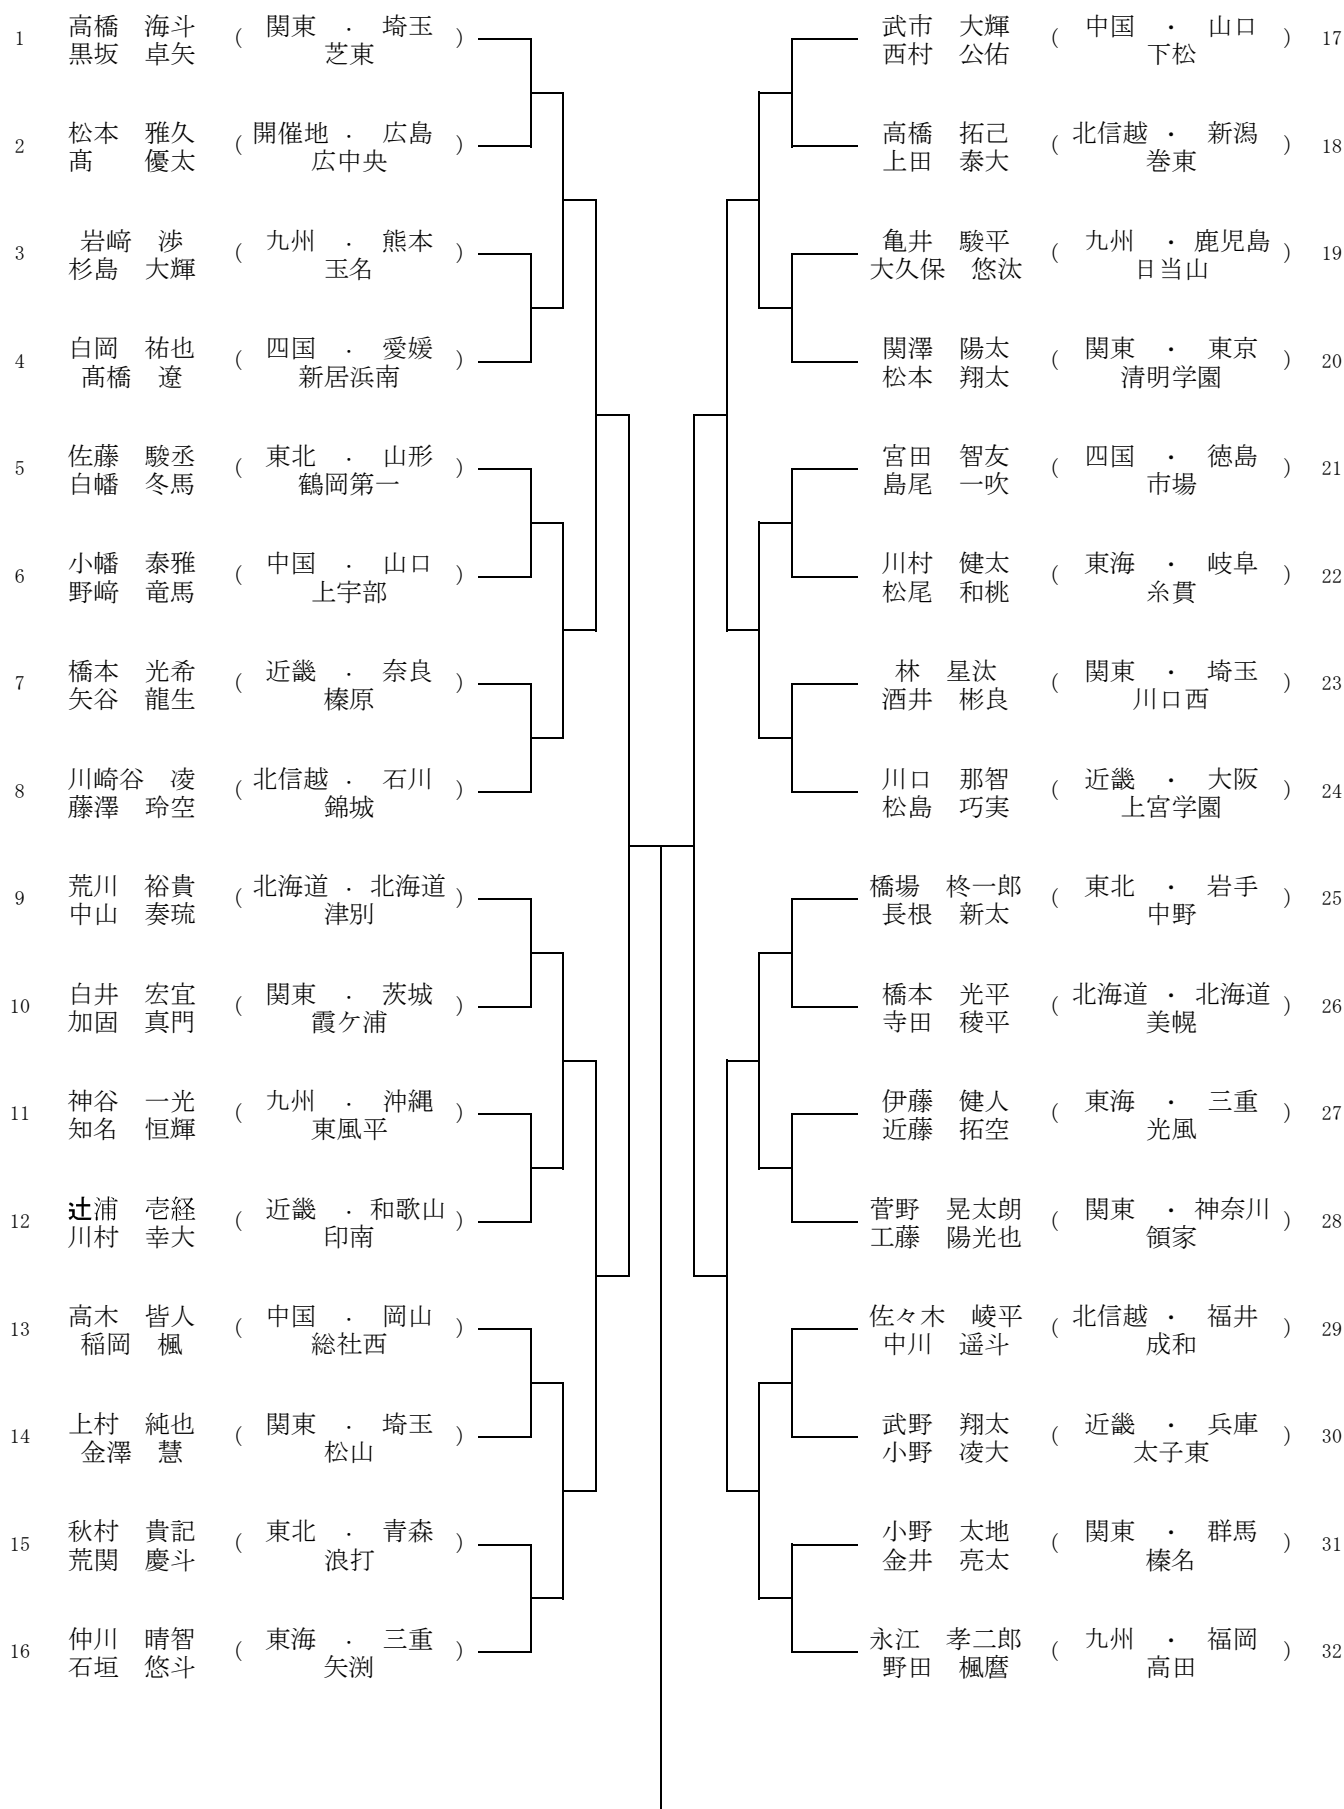 1 高橋　海斗 ( 関東 ・ 埼玉 )
黒坂　卓矢 芝東
2 松本　雅久 ( 開催地 ・ 広島 )
髙　優太 広中央
3 岩﨑　渉 ( 九州 ・ 熊本 )
杉島　大輝 玉名
4 白岡　祐也 ( 四国 ・ 愛媛 )
髙橋　遼 新居浜南
5 佐藤　駿丞 ( 東北 ・ 山形 )
白幡　冬馬 鶴岡第一
6 小幡　泰雅 ( 中国 ・ 山口 )
野﨑　竜馬 上宇部
7 橋本　光希 ( 近畿 ・ 奈良 )
矢谷　龍生 榛原
8 川崎谷　凌 ( 北信越 ・ 石川 )
藤澤　玲空 錦城
9 荒川　裕貴 ( 北海道 ・ 北海道 )
中山　奏琉 津別
10 白井　宏宜 ( 関東 ・ 茨城 )
加固　真門 霞ケ浦
11 神谷　一光 ( 九州 ・ 沖縄 )
知名　恒輝 東風平
12 辻浦　壱経 ( 近畿 ・ 和歌山 )
川村　幸大 印南
13 高木　皆人 ( 中国 ・ 岡山 )
稲岡　楓 総社西
14 上村　純也 ( 関東 ・ 埼玉 )
金澤　慧 松山
15 秋村　貴記 ( 東北 ・ 青森 )
荒関　慶斗 浪打
16 仲川　晴智 ( 東海 ・ 三重 )
石垣　悠斗 矢渕
武市　大輝 ( 中国 ・ 山口 ) 17
西村　公佑 下松
高橋　拓己 ( 北信越 ・ 新潟 ) 18
上田　泰大 巻東
亀井　駿平 ( 九州 ・ 鹿児島 ) 19
大久保　悠汰 日当山
関澤　陽太 ( 関東 ・ 東京 ) 20
松本　翔太 清明学園
宮田　智友 ( 四国 ・ 徳島 ) 21
島尾　一吹 市場
川村　健太 ( 東海 ・ 岐阜 ) 22
松尾　和桃 糸貫
林　星汰 ( 関東 ・ 埼玉 ) 23
酒井　彬良 川口西
川口　那智 ( 近畿 ・ 大阪 ) 24
松島　巧実 上宮学園
橋場　柊一郎 ( 東北 ・ 岩手 ) 25
長根　新太 中野
橋本　光平 ( 北海道 ・ 北海道 ) 26
寺田　稜平 美幌
伊藤　健人 ( 東海 ・ 三重 ) 27
近藤　拓空 光風
菅野　晃太朗 ( 関東 ・ 神奈川 ) 28
工藤　陽光也 領家
佐々木　崚平 ( 北信越 ・ 福井 ) 29
中川　遥斗 成和
武野　翔太 ( 近畿 ・ 兵庫 ) 30
小野　凌大 太子東
小野　太地 ( 関東 ・ 群馬 ) 31
金井　亮太 榛名
永江　孝二郎 ( 九州 ・ 福岡 ) 32
野田　楓麿 高田